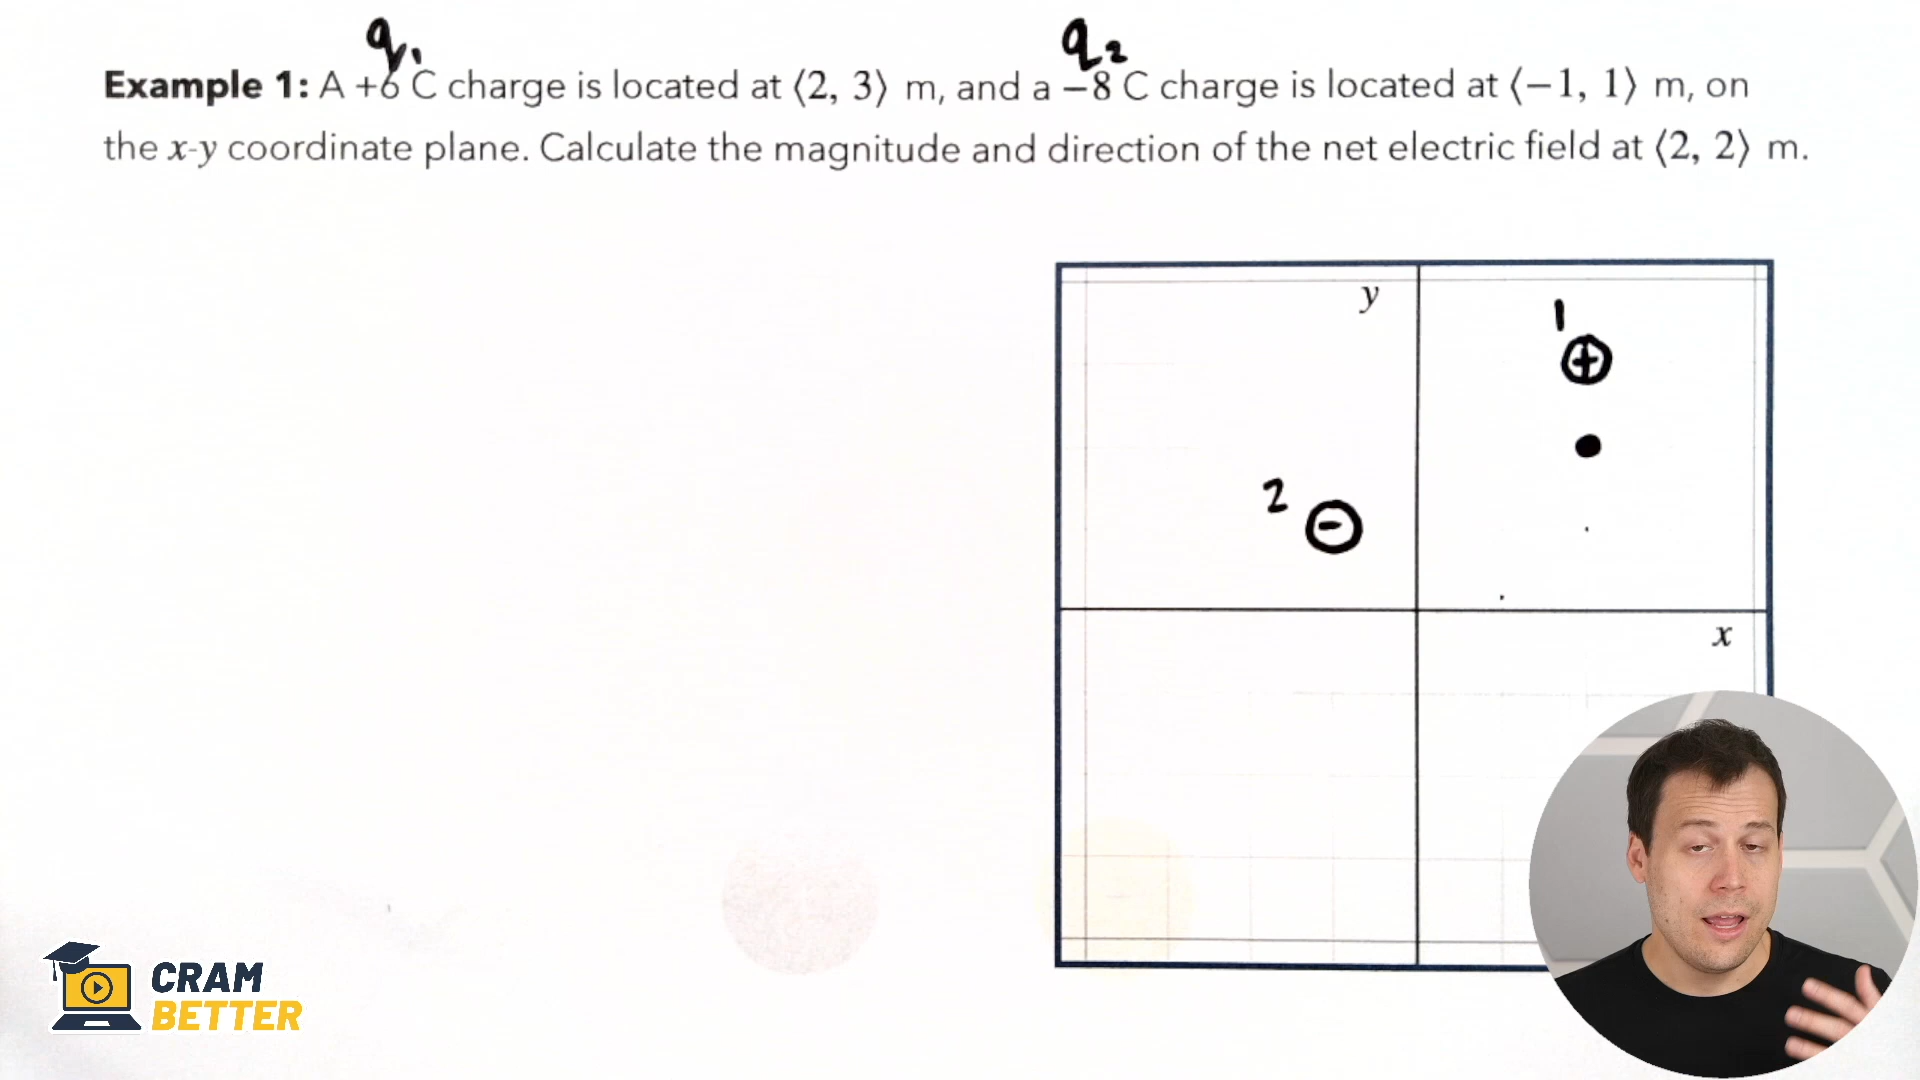 q₁ q₂
Example 1: A +6 C charge is located at ⟨2, 3⟩ m, and a −8 C charge is located at ⟨−1, 1⟩ m, on
the x-y coordinate plane. Calculate the magnitude and direction of the net electric field at ⟨2, 2⟩ m.
y
1
+
2
−
x
CRAM
BETTER